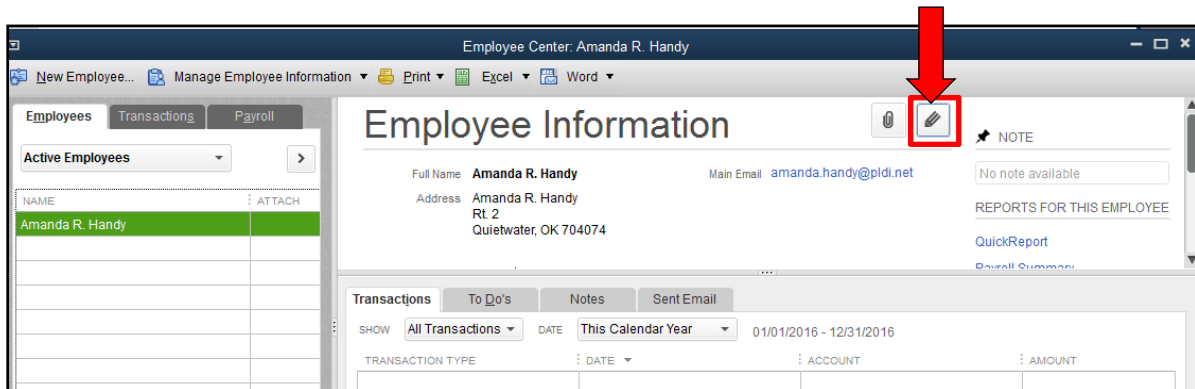 Employee Center: Amanda R. Handy
New Employee... Manage Employee Information Print Excel Word
Employees Transactions Payroll
Active Employees
NAME ATTACH
Amanda R. Handy
Employee Information
Full Name Amanda R. Handy
Main Email amanda.handy@pldi.net
Address Amanda R. Handy
Rt. 2
Quietwater, OK 704074
NOTE
No note available
REPORTS FOR THIS EMPLOYEE
QuickReport
Payroll Summary
Transactions To Do's Notes Sent Email
SHOW All Transactions DATE This Calendar Year 01/01/2016 - 12/31/2016
TRANSACTION TYPE DATE ACCOUNT AMOUNT